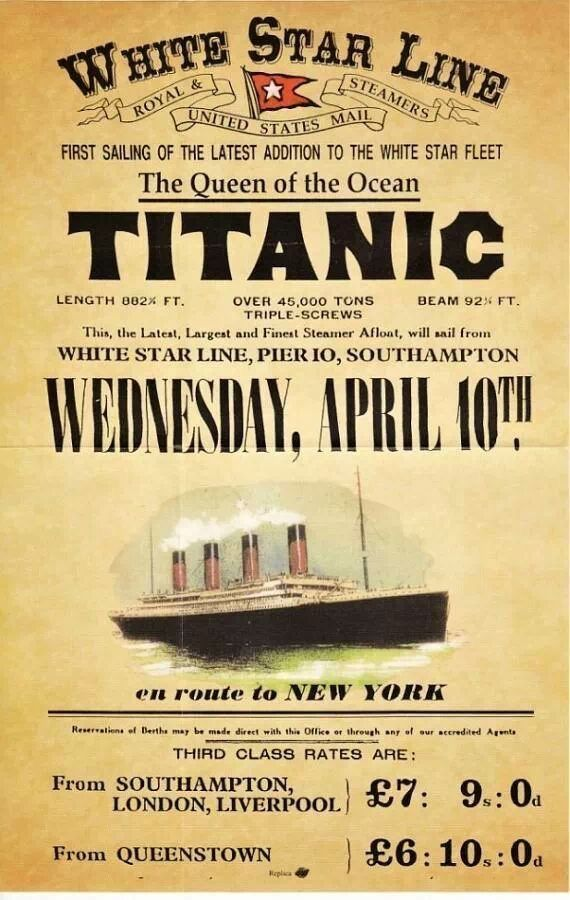 WHITE STAR LINE
ROYAL & UNITED STATES MAIL STEAMERS
FIRST SAILING OF THE LATEST ADDITION TO THE WHITE STAR FLEET
The Queen of the Ocean
TITANIC
LENGTH 882¾ FT. OVER 45,000 TONS BEAM 92½ FT.
TRIPLE-SCREWS
This, the Latest, Largest and Finest Steamer Afloat, will sail from
WHITE STAR LINE, PIER 10, SOUTHAMPTON
WEDNESDAY, APRIL 10TH.
en route to NEW YORK
Reservations of Berths may be made direct with this Office or through any of our accredited Agents
THIRD CLASS RATES ARE:
From SOUTHAMPTON,
LONDON, LIVERPOOL } £7: 9s: 0d
From QUEENSTOWN } £6:10s: 0d
Replica